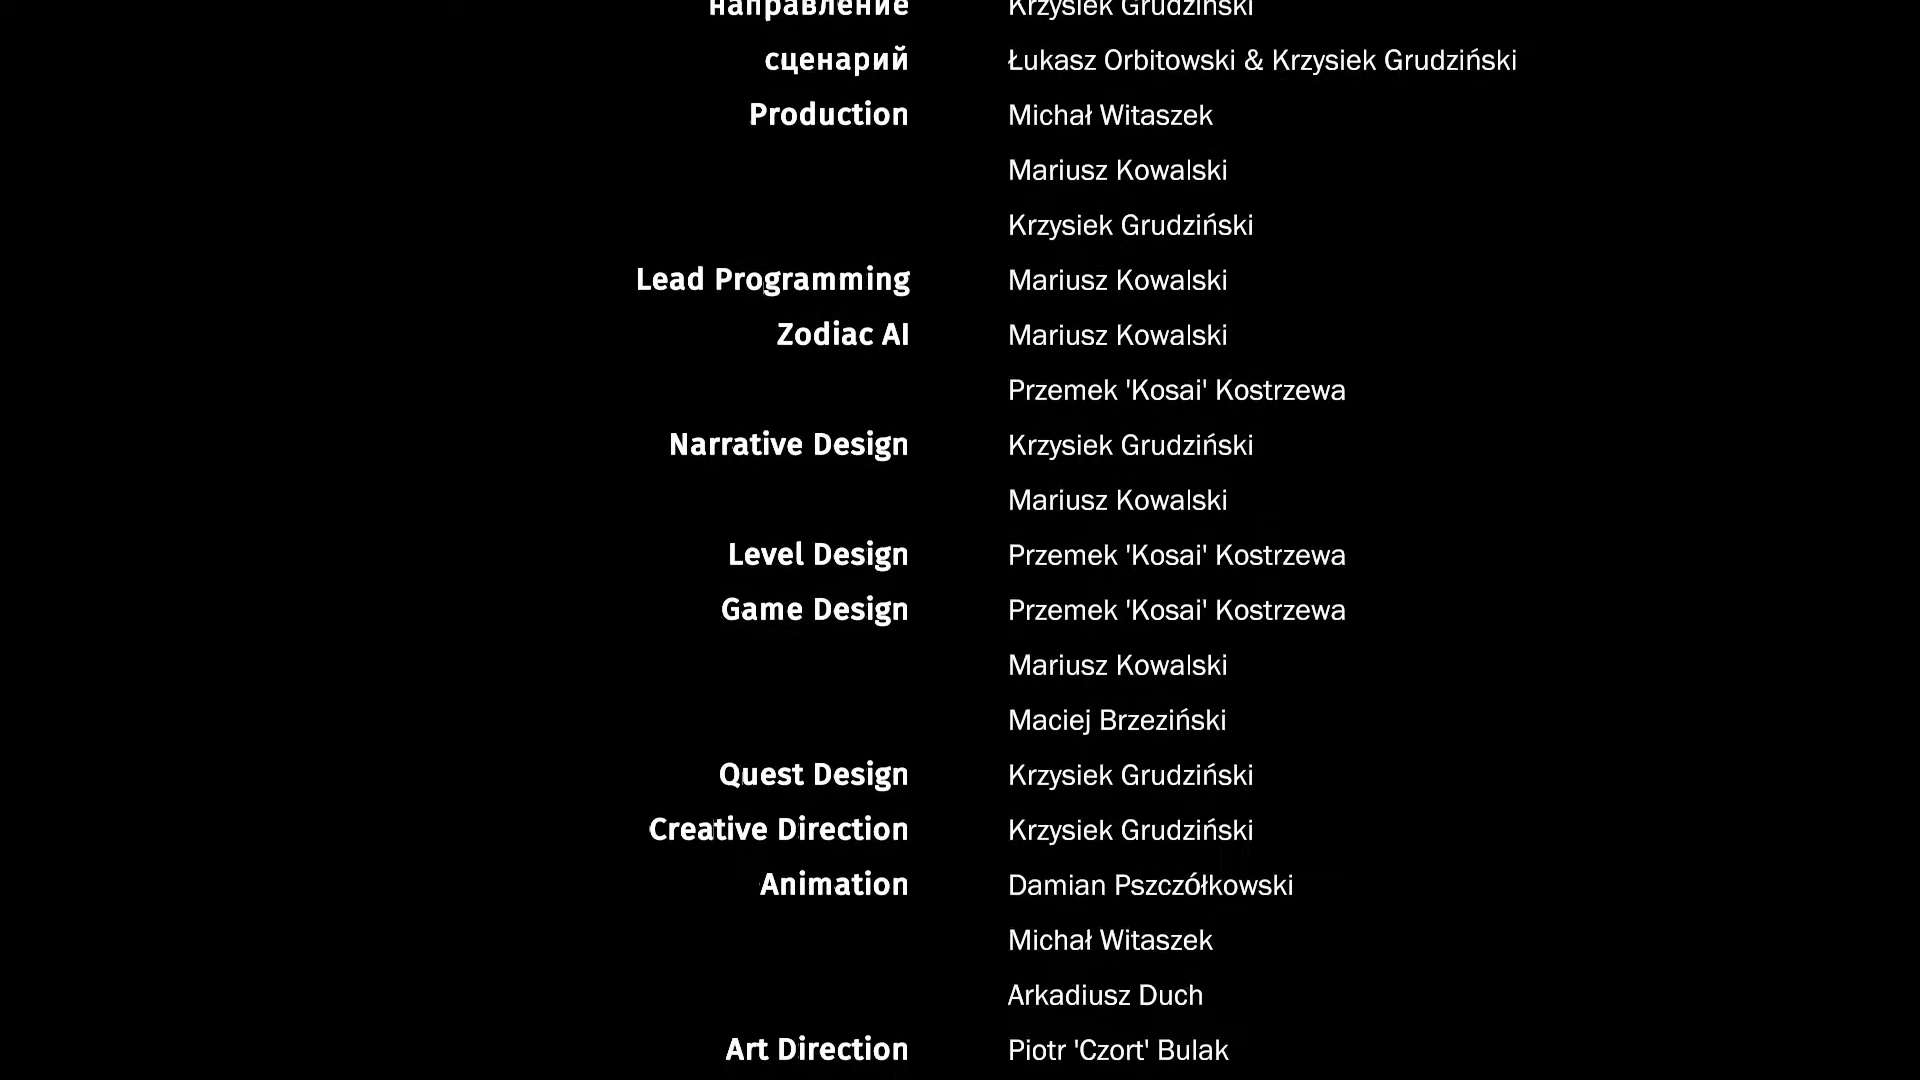 направление Krzysiek Grudziński
сценарий Łukasz Orbitowski & Krzysiek Grudziński
Production Michał Witaszek
Mariusz Kowalski
Krzysiek Grudziński
Lead Programming Mariusz Kowalski
Zodiac AI Mariusz Kowalski
Przemek 'Kosai' Kostrzewa
Narrative Design Krzysiek Grudziński
Mariusz Kowalski
Level Design Przemek 'Kosai' Kostrzewa
Game Design Przemek 'Kosai' Kostrzewa
Mariusz Kowalski
Maciej Brzeziński
Quest Design Krzysiek Grudziński
Creative Direction Krzysiek Grudziński
Animation Damian Pszczółkowski
Michał Witaszek
Arkadiusz Duch
Art Direction Piotr 'Czort' Bulak